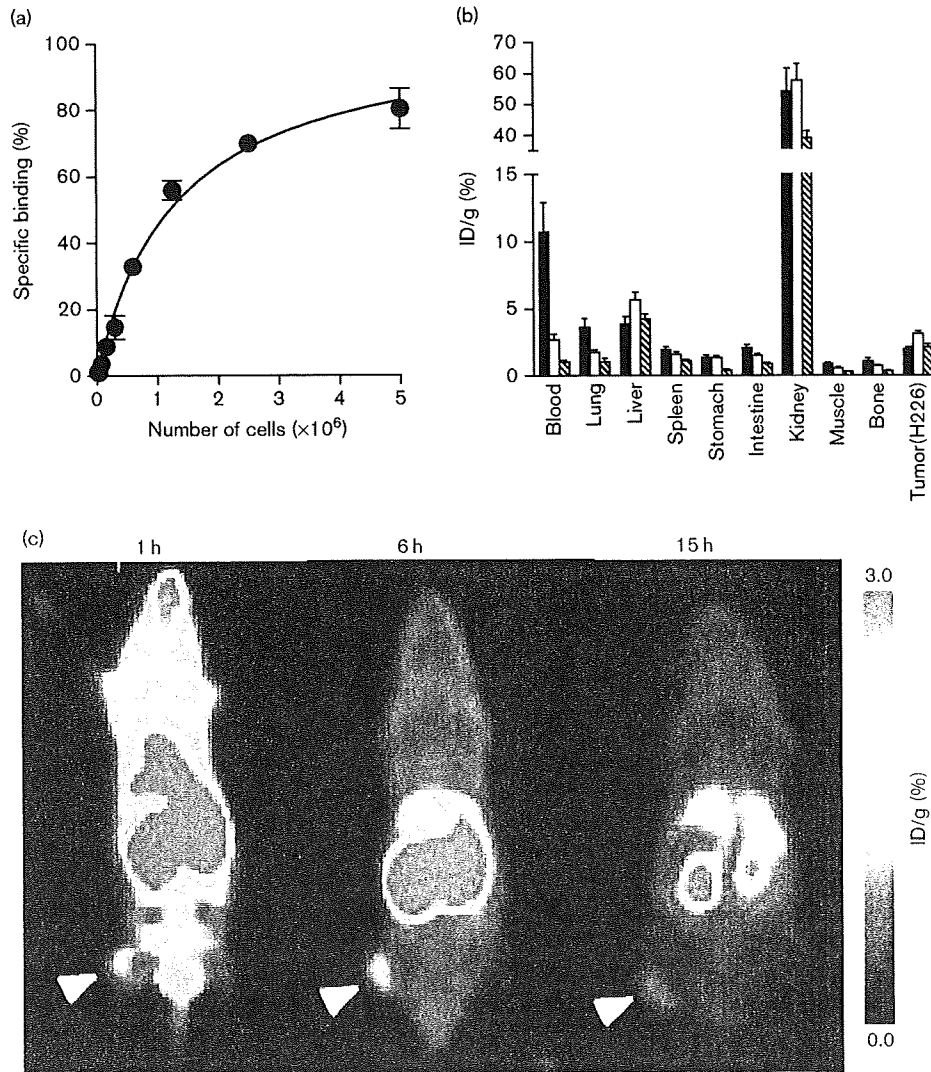 (a)
100
80
60
40
20
0
Specific binding (%)
0 1 2 3 4 5
Number of cells (×10⁶)
(b)
70
60
50
40
15
10
5
0
ID/g (%)
Blood
Lung
Liver
Spleen
Stomach
Intestine
Kidney
Muscle
Bone
Tumor(H226)
(c)
1 h 6 h 15 h
3.0
ID/g (%)
0.0